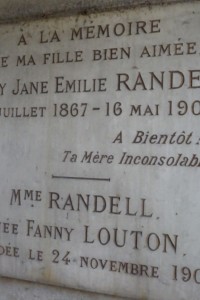 À LA MÉMOIRE
E MA FILLE BIEN AIMÉE
Y JANE EMILIE RANDE
JUILLET 1867 - 16 MAI 190
A Bientôt!
Ta Mère Inconsolab
MME RANDELL
ÉE FANNY LOUTON
DÉE LE 24 NOVEMBRE 190